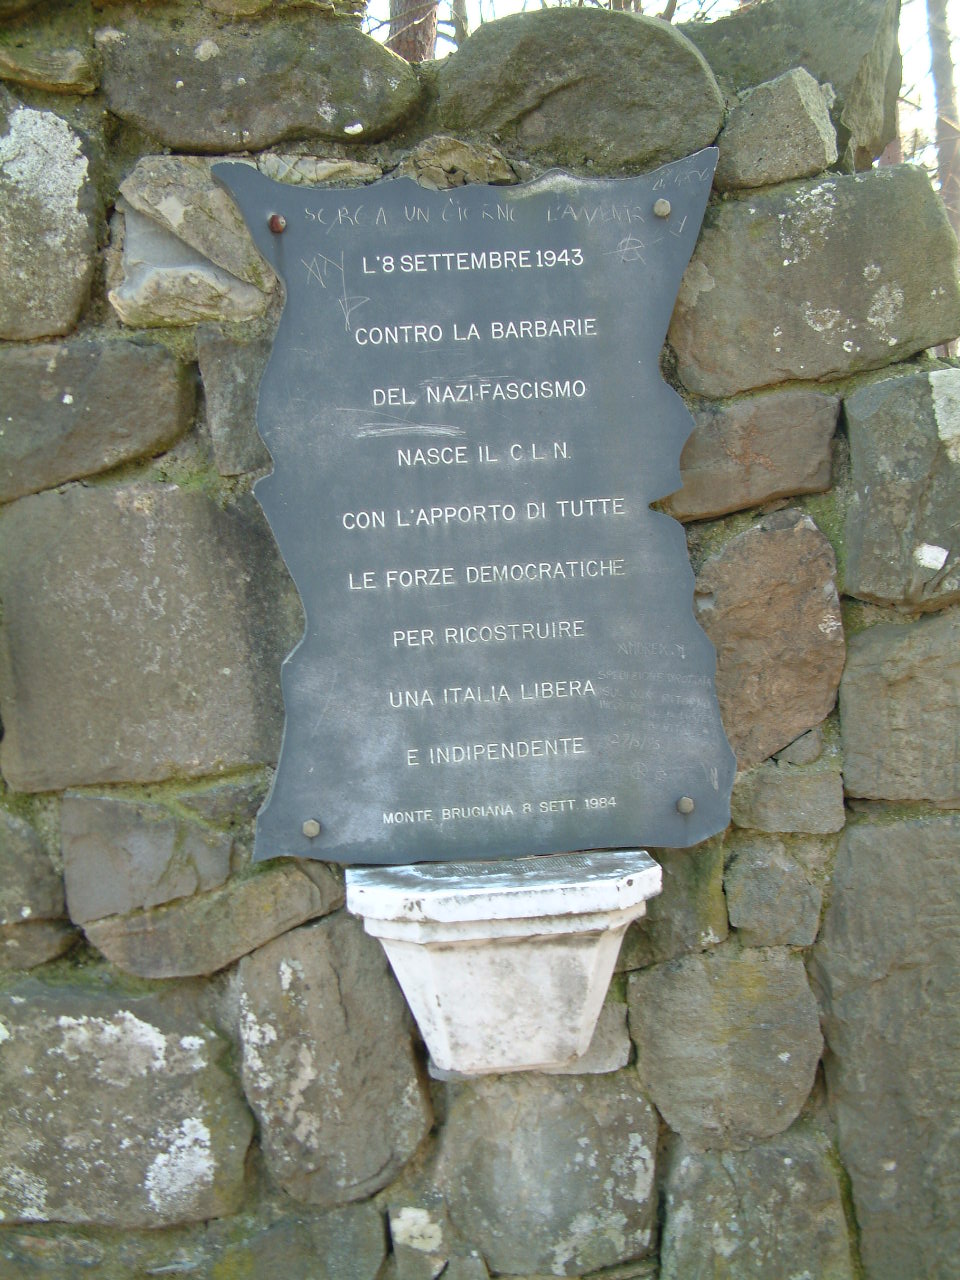 L'8 SETTEMBRE 1943
CONTRO LA BARBARIE
DEL NAZI-FASCISMO
NASCE IL C L N.
CON L'APPORTO DI TUTTE
LE FORZE DEMOCRATICHE
PER RICOSTRUIRE
UNA ITALIA LIBERA
E INDIPENDENTE
MONTE BRUGIANA 8 SETT. 1984